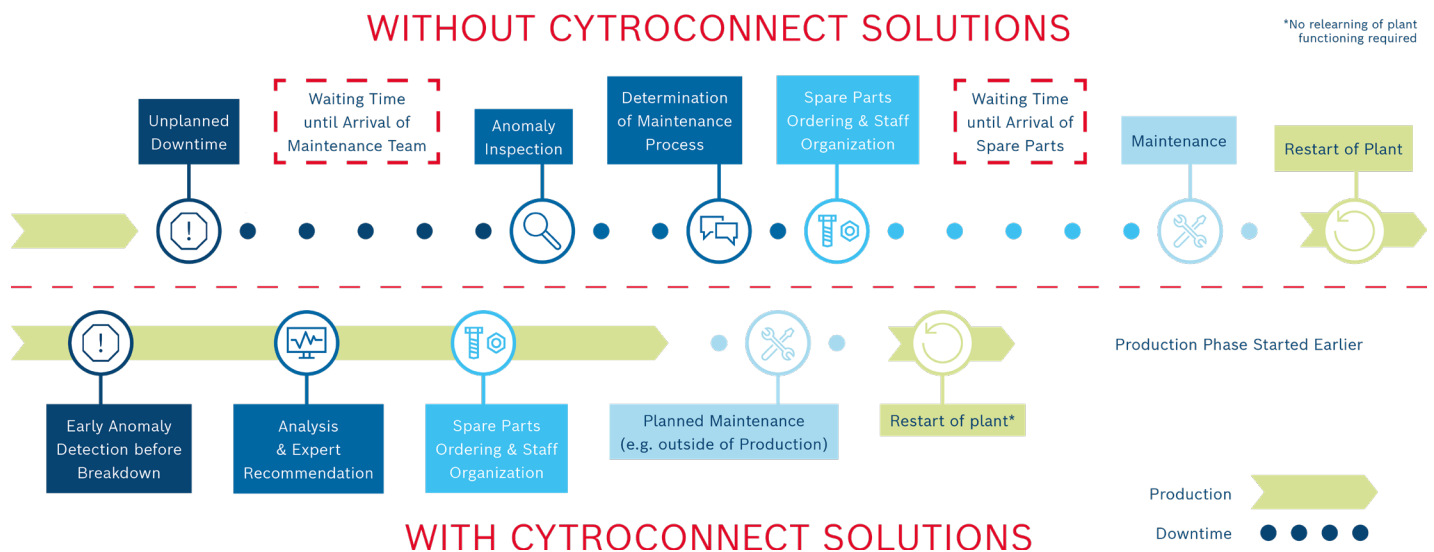 WITHOUT CYTROCONNECT SOLUTIONS
*No relearning of plant
functioning required
Unplanned
Downtime
Waiting Time
until Arrival of
Maintenance Team
Anomaly
Inspection
Determination
of Maintenance
Process
Spare Parts
Ordering & Staff
Organization
Waiting Time
until Arrival of
Spare Parts
Maintenance
Restart of Plant
Early Anomaly
Detection before
Breakdown
Analysis
& Expert
Recommendation
Spare Parts
Ordering & Staff
Organization
Planned Maintenance
(e.g. outside of Production)
Restart of plant*
Production Phase Started Earlier
Production
Downtime
WITH CYTROCONNECT SOLUTIONS